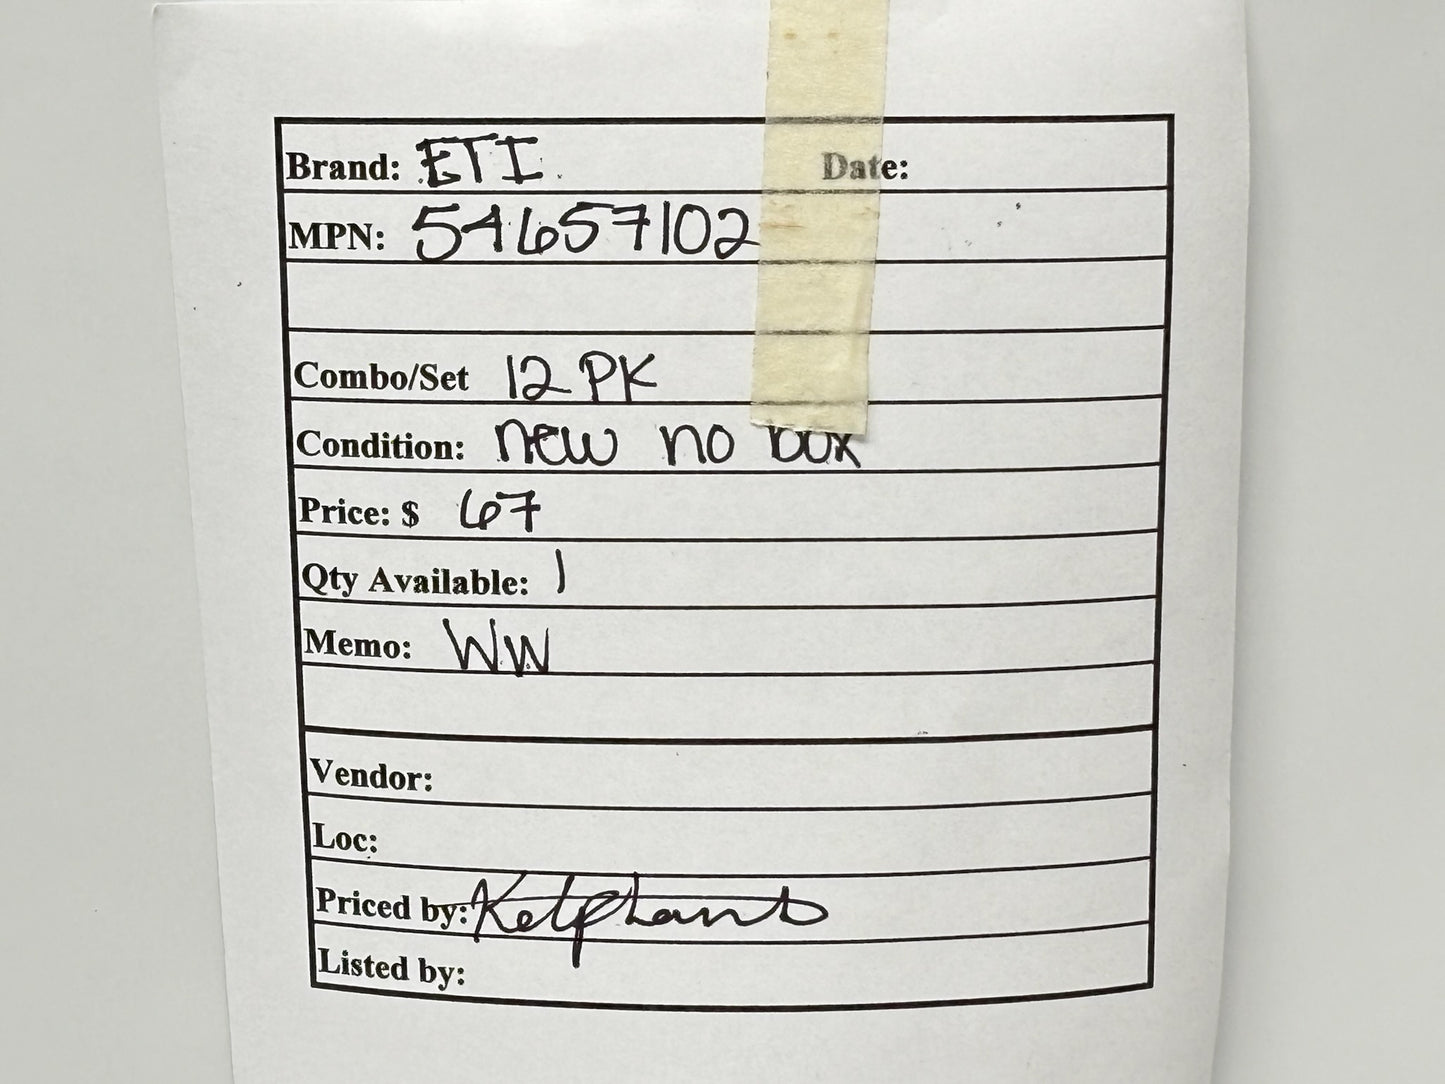 Brand: ETI Date:
MPN: 54657102
Combo/Set 12 PK
Condition: new no box
Price: $ 67
Qty Available: 1
Memo: WW
Vendor:
Loc:
Priced by:
Listed by: